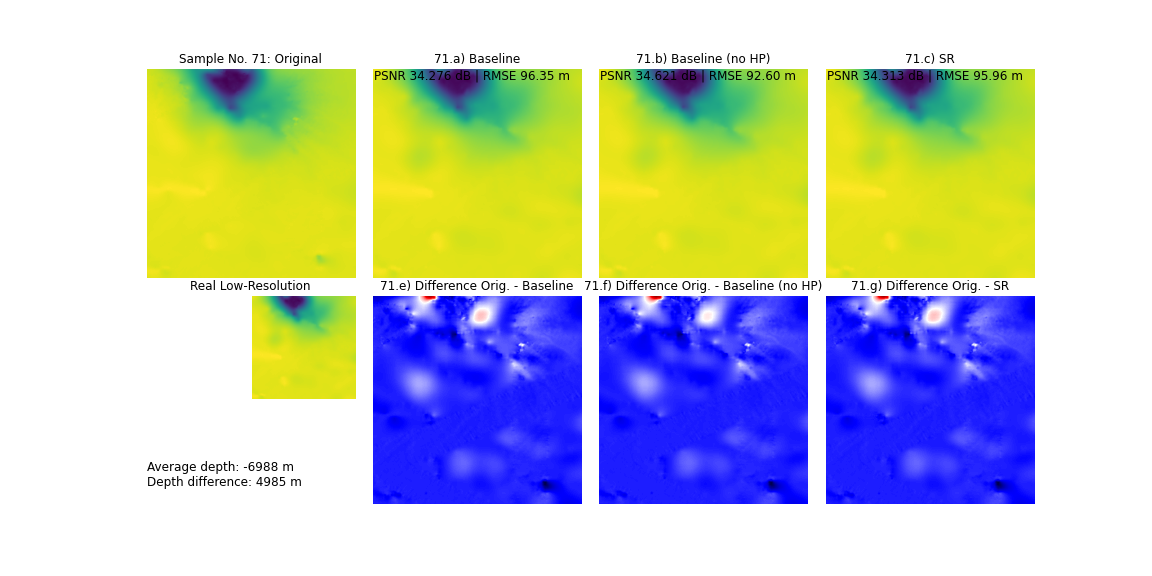 Sample No. 71: Original
71.a) Baseline
71.b) Baseline (no HP)
71.c) SR
PSNR 34.276 dB | RMSE 96.35 m
PSNR 34.621 dB | RMSE 92.60 m
PSNR 34.313 dB | RMSE 95.96 m
Real Low-Resolution
71.e) Difference Orig. - Baseline
71.f) Difference Orig. - Baseline (no HP)
71.g) Difference Orig. - SR
Average depth: -6988 m
Depth difference: 4985 m